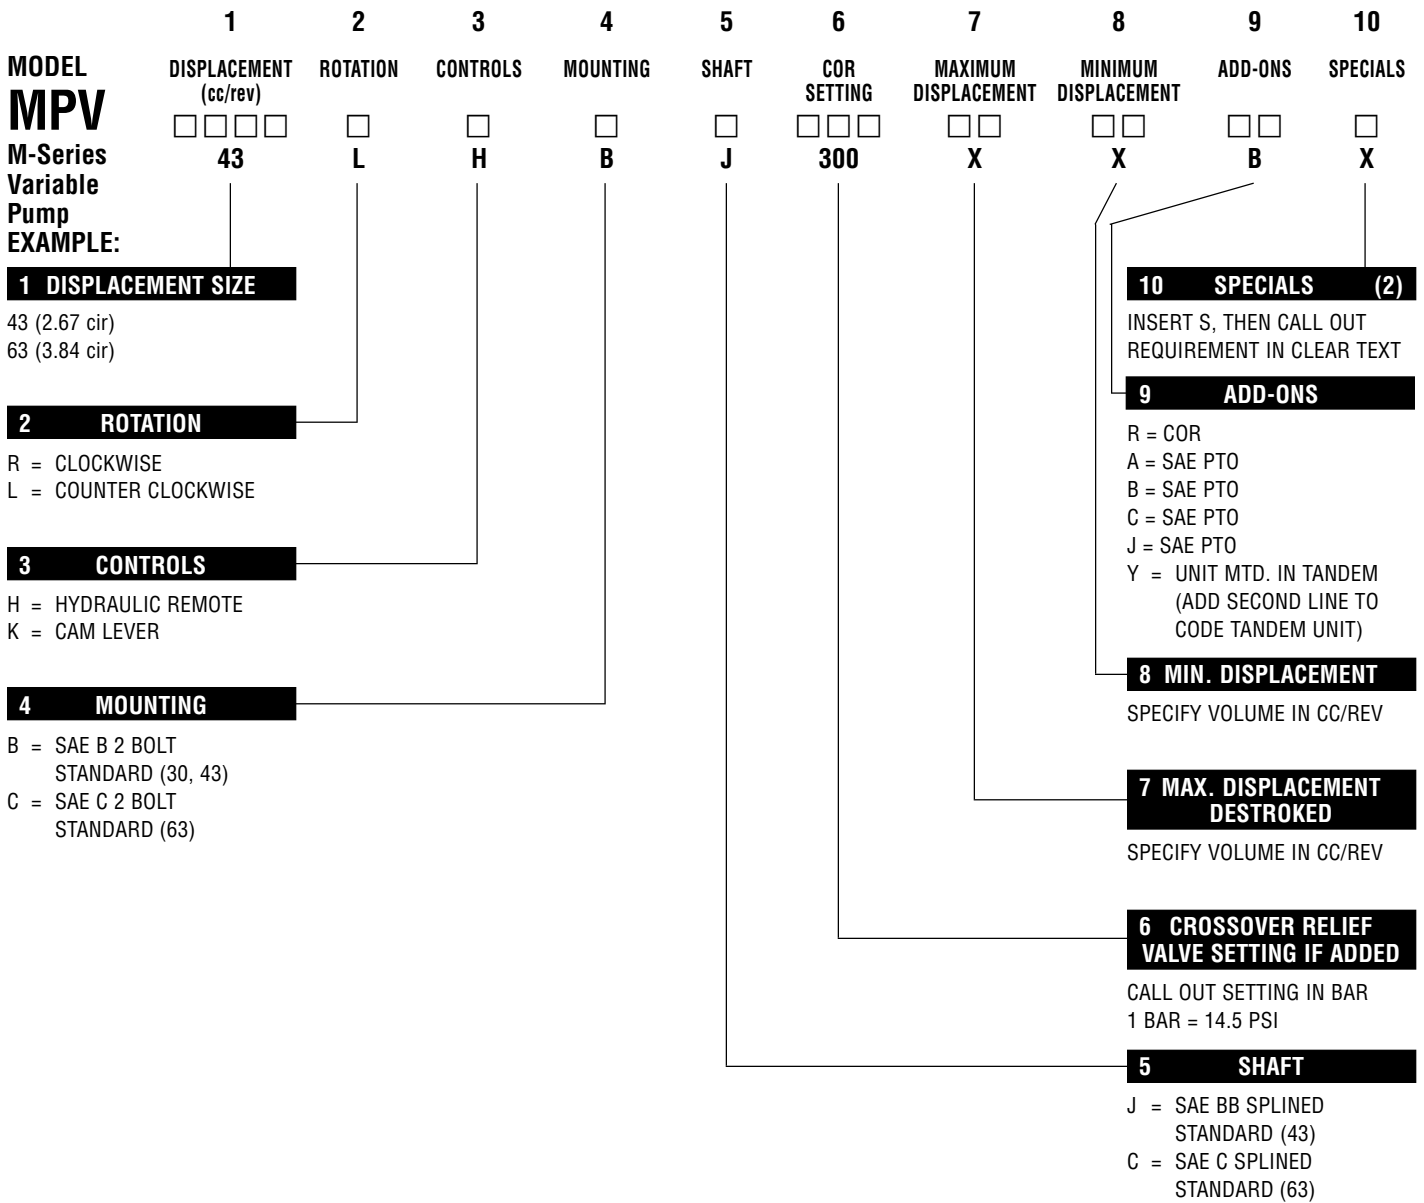 1 2 3 4 5 6 7 8 9 10
MODEL
MPV
M-Series
Variable
Pump
EXAMPLE:
DISPLACEMENT
(cc/rev)
43
ROTATION
L
CONTROLS
H
MOUNTING
B
SHAFT
J
COR
SETTING
300
MAXIMUM
DISPLACEMENT
X
MINIMUM
DISPLACEMENT
X
ADD-ONS
B
SPECIALS
X
1 DISPLACEMENT SIZE
43 (2.67 cir)
63 (3.84 cir)
2 ROTATION
R = CLOCKWISE
L = COUNTER CLOCKWISE
3 CONTROLS
H = HYDRAULIC REMOTE
K = CAM LEVER
4 MOUNTING
B = SAE B 2 BOLT
STANDARD (30, 43)
C = SAE C 2 BOLT
STANDARD (63)
10 SPECIALS (2)
INSERT S, THEN CALL OUT
REQUIREMENT IN CLEAR TEXT
9 ADD-ONS
R = COR
A = SAE PTO
B = SAE PTO
C = SAE PTO
J = SAE PTO
Y = UNIT MTD. IN TANDEM
(ADD SECOND LINE TO
CODE TANDEM UNIT)
8 MIN. DISPLACEMENT
SPECIFY VOLUME IN CC/REV
7 MAX. DISPLACEMENT
DESTROKED
SPECIFY VOLUME IN CC/REV
6 CROSSOVER RELIEF
VALVE SETTING IF ADDED
CALL OUT SETTING IN BAR
1 BAR = 14.5 PSI
5 SHAFT
J = SAE BB SPLINED
STANDARD (43)
C = SAE C SPLINED
STANDARD (63)